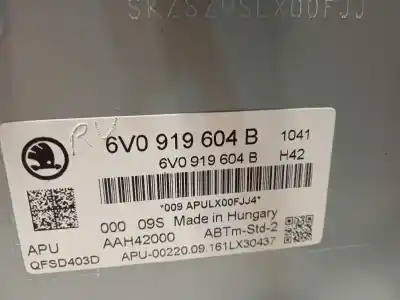 SKZSZ0SLX00FJJ
RV
6V0 919 604 B 1041
6V0 919 604 B H42
*009 APULX00FJJ4*
000 09S Made in Hungary
APU AAH42000 ABTm-Std-2
QFSD403D APU-00220.09.161LX30437